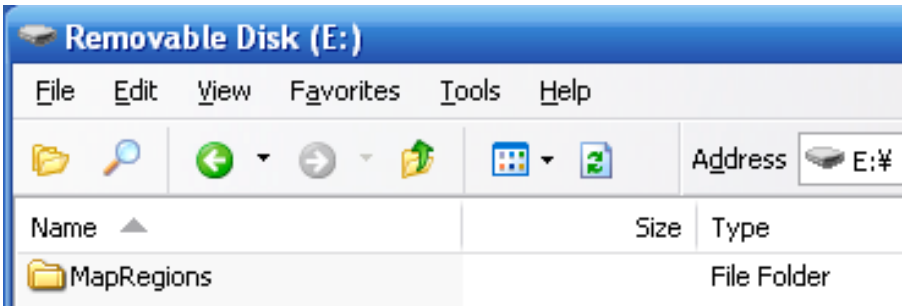 Removable Disk (E:)
File Edit View Favorites Tools Help
Address E:¥
Name Size Type
MapRegions File Folder